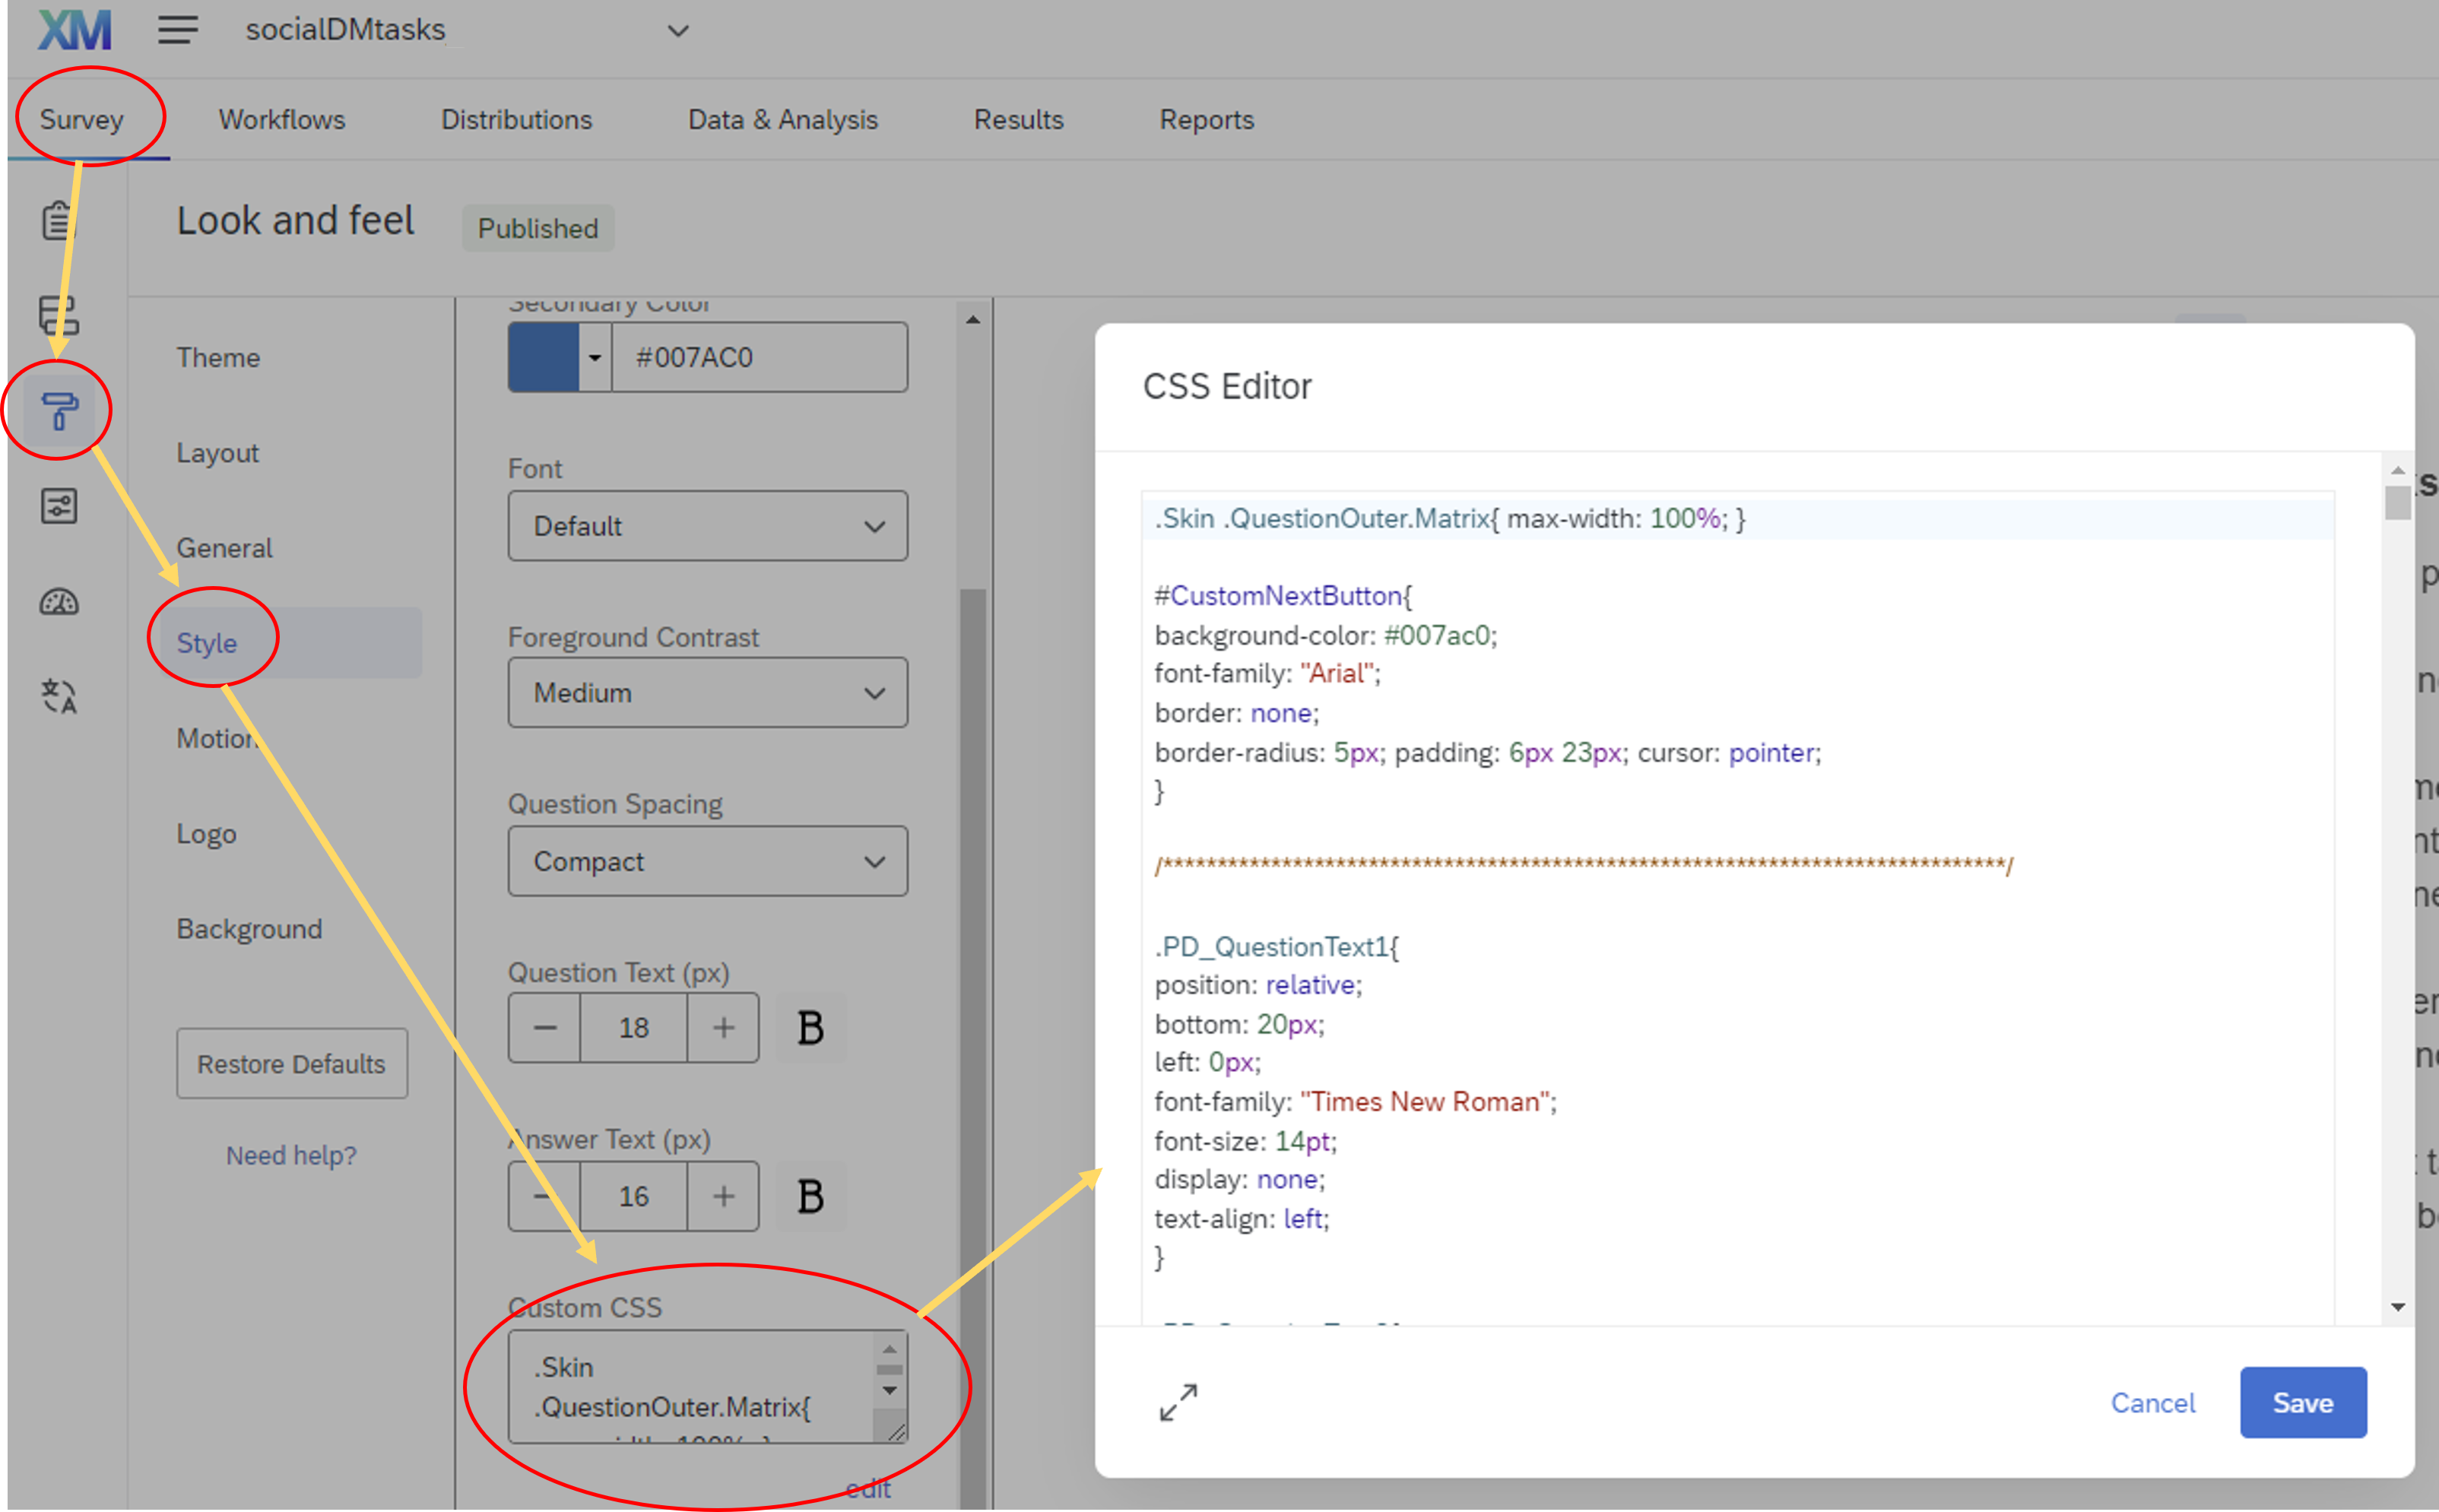 XM socialDMtasks
Survey Workflows Distributions Data & Analysis Results Reports
Look and feel Published
Theme
Layout
General
Style
Motion
Logo
Background
Restore Defaults
Need help?
Secondary Color
#007AC0
Font
Default
Foreground Contrast
Medium
Question Spacing
Compact
Question Text (px)
18 B
Answer Text (px)
16 B
Custom CSS
.Skin
.QuestionOuter.Matrix{
edit
CSS Editor
.Skin .QuestionOuter.Matrix{ max-width: 100%; }
#CustomNextButton{
background-color: #007ac0;
font-family: "Arial";
border: none;
border-radius: 5px; padding: 6px 23px; cursor: pointer;
}
/******************************************************************************/
.PD_QuestionText1{
position: relative;
bottom: 20px;
left: 0px;
font-family: "Times New Roman";
font-size: 14pt;
display: none;
text-align: left;
}
Cancel Save